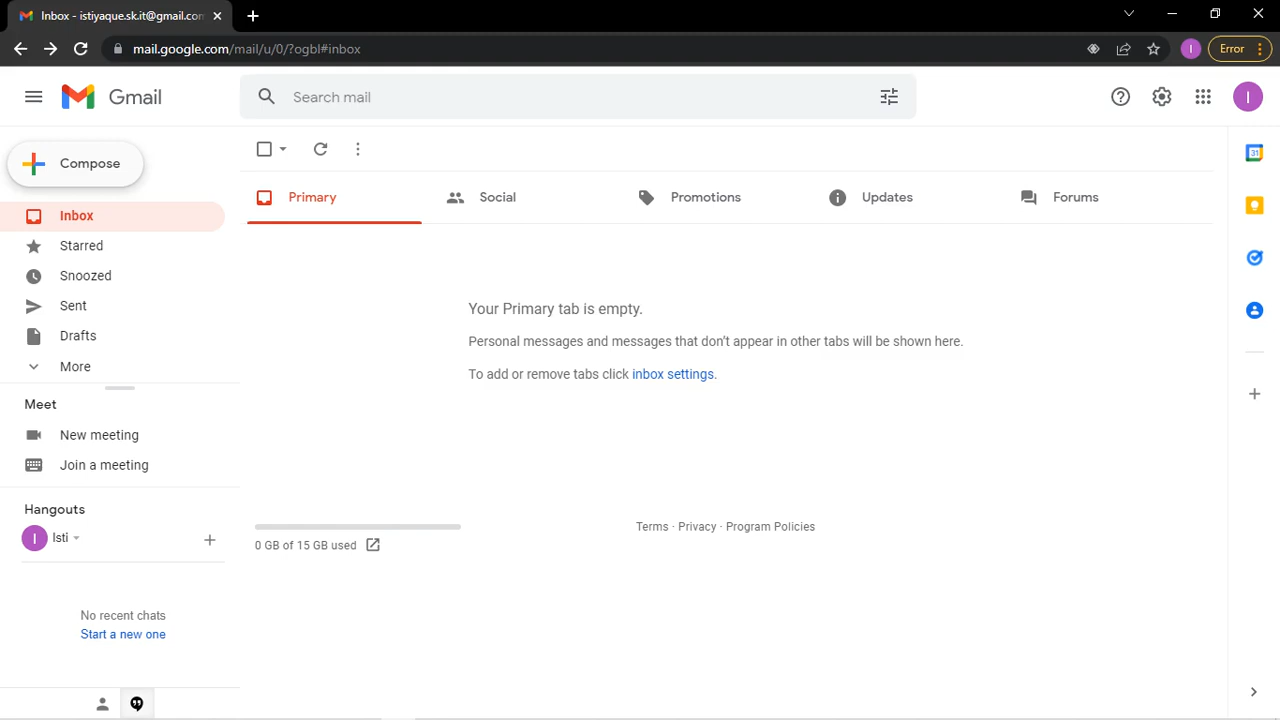 Inbox - istiyaque.sk.it@gmail.com
mail.google.com/mail/u/0/?ogbl#inbox
I
Error
Gmail
Search mail
I
Compose
Inbox
Starred
Snoozed
Sent
Drafts
More
Meet
New meeting
Join a meeting
Hangouts
I Isti
No recent chats
Start a new one
Primary
Social
Promotions
Updates
Forums
Your Primary tab is empty.
Personal messages and messages that don't appear in other tabs will be shown here.
To add or remove tabs click inbox settings.
0 GB of 15 GB used
Terms · Privacy · Program Policies
31